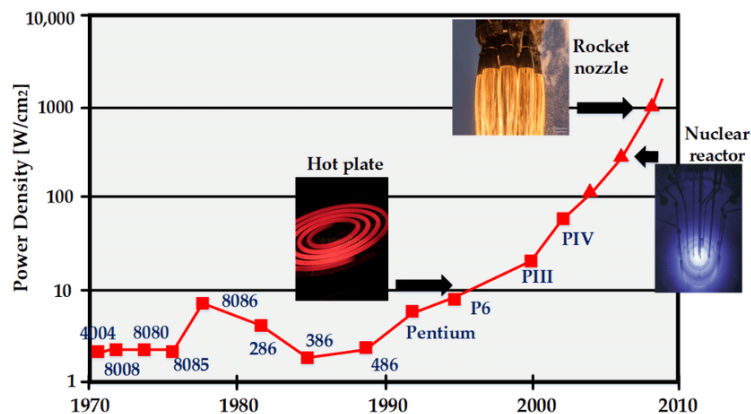 10,000
1000
100
10
1
Power Density [W/cm2]
1970
1980
1990
2000
2010
4004
8008
8080
8085
8086
286
386
486
Pentium
P6
PIII
PIV
Hot plate
Rocket
nozzle
Nuclear
reactor